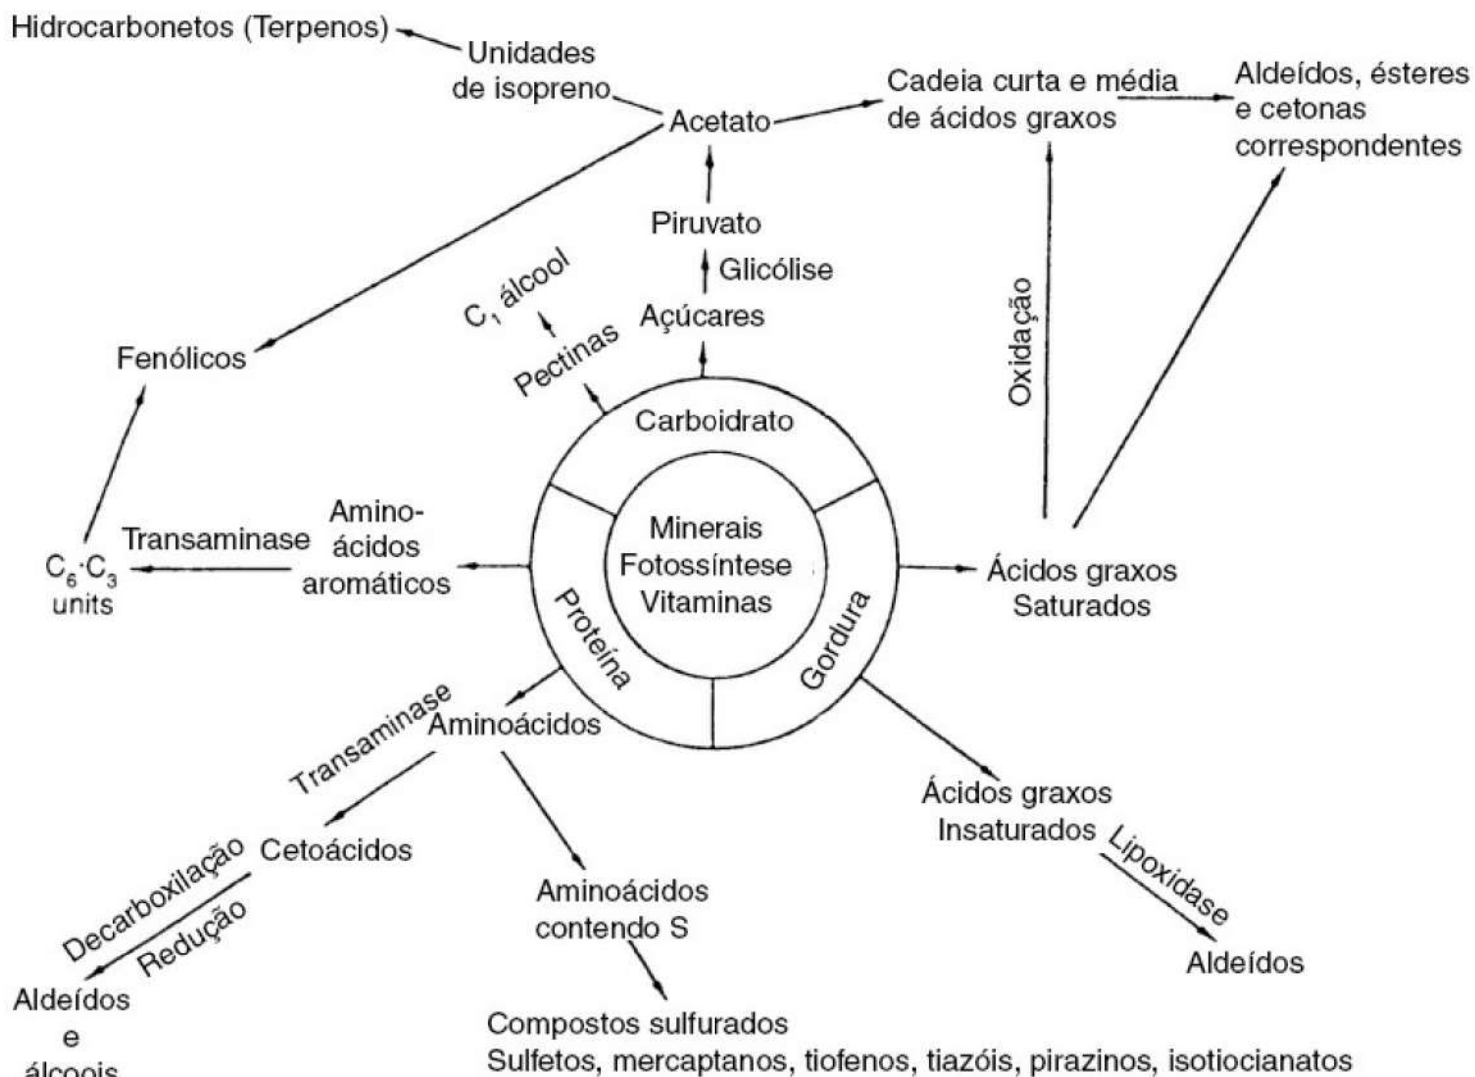 Hidrocarbonetos (Terpenos)
Unidades
de isopreno
Acetato
Cadeia curta e média
de ácidos graxos
Aldeídos, ésteres
e cetonas
correspondentes
Piruvato
Glicólise
Açúcares
C₁ álcool
Pectinas
Oxidação
Fenólicos
Carboidrato
Minerais
Fotossíntese
Vitaminas
Proteína
Gordura
Amino-
ácidos
aromáticos
Transaminase
C₆·C₃
units
Ácidos graxos
Saturados
Aminoácidos
Transaminase
Cetoácidos
Decarboxilação
Redução
Aldeídos
e
álcoois
Aminoácidos
contendo S
Compostos sulfurados
Sulfetos, mercaptanos, tiofenos, tiazóis, pirazinos, isotiocianatos
Ácidos graxos
Insaturados
Lipoxidase
Aldeídos